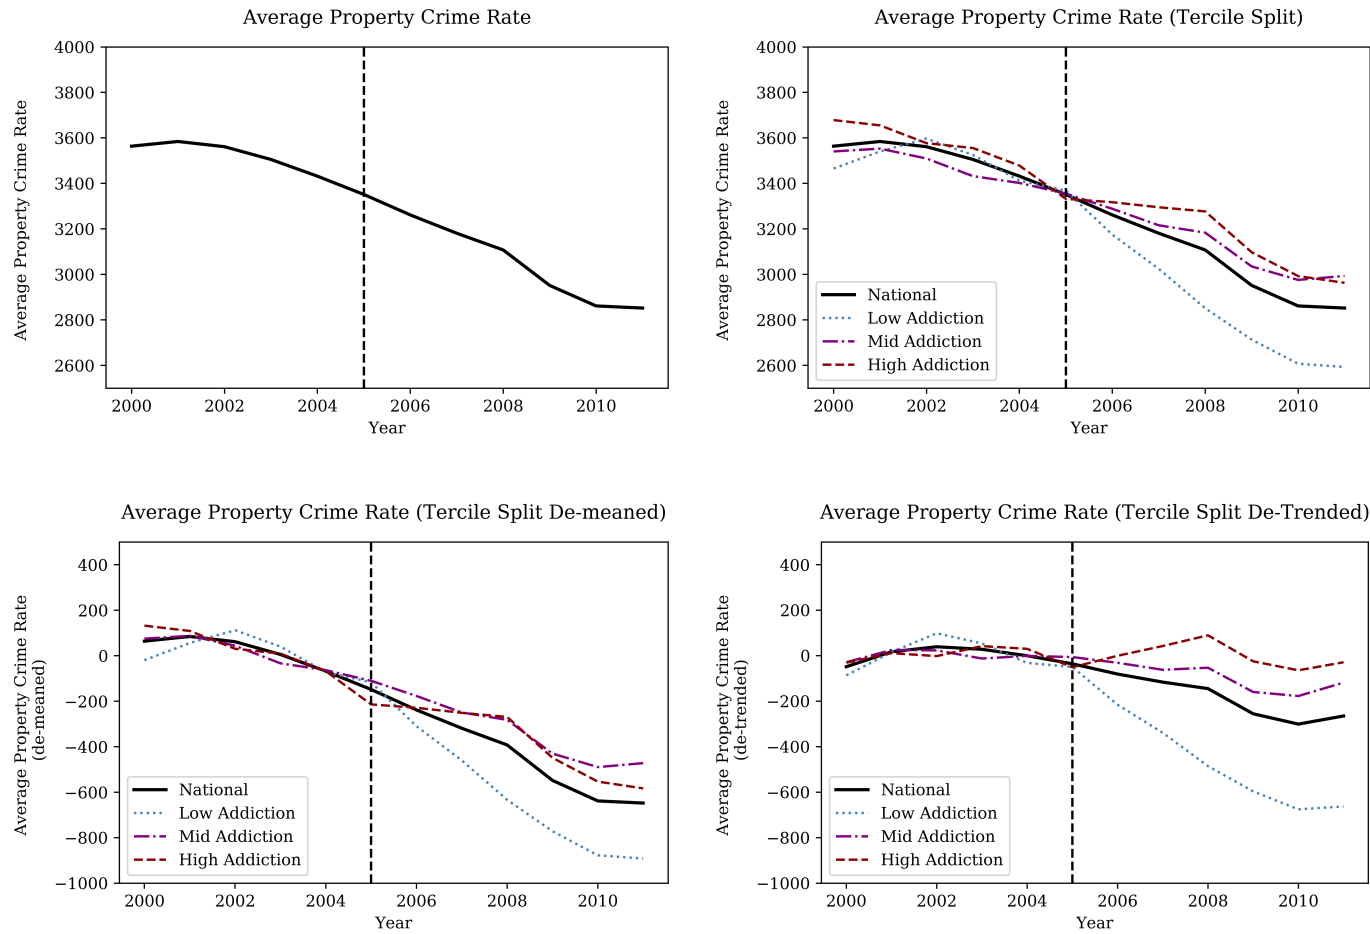 Average Property Crime Rate
Average Property Crime Rate
4000
3800
3600
3400
3200
3000
2800
2600
2000 2002 2004 2006 2008 2010
Year
Average Property Crime Rate (Tercile Split)
Average Property Crime Rate
4000
3800
3600
3400
3200
3000
2800
2600
National
Low Addiction
Mid Addiction
High Addiction
2000 2002 2004 2006 2008 2010
Year
Average Property Crime Rate (Tercile Split De-meaned)
Average Property Crime Rate
(de-meaned)
400
200
0
−200
−400
−600
−800
−1000
National
Low Addiction
Mid Addiction
High Addiction
2000 2002 2004 2006 2008 2010
Year
Average Property Crime Rate (Tercile Split De-Trended)
Average Property Crime Rate
(de-trended)
400
200
0
−200
−400
−600
−800
−1000
National
Low Addiction
Mid Addiction
High Addiction
2000 2002 2004 2006 2008 2010
Year